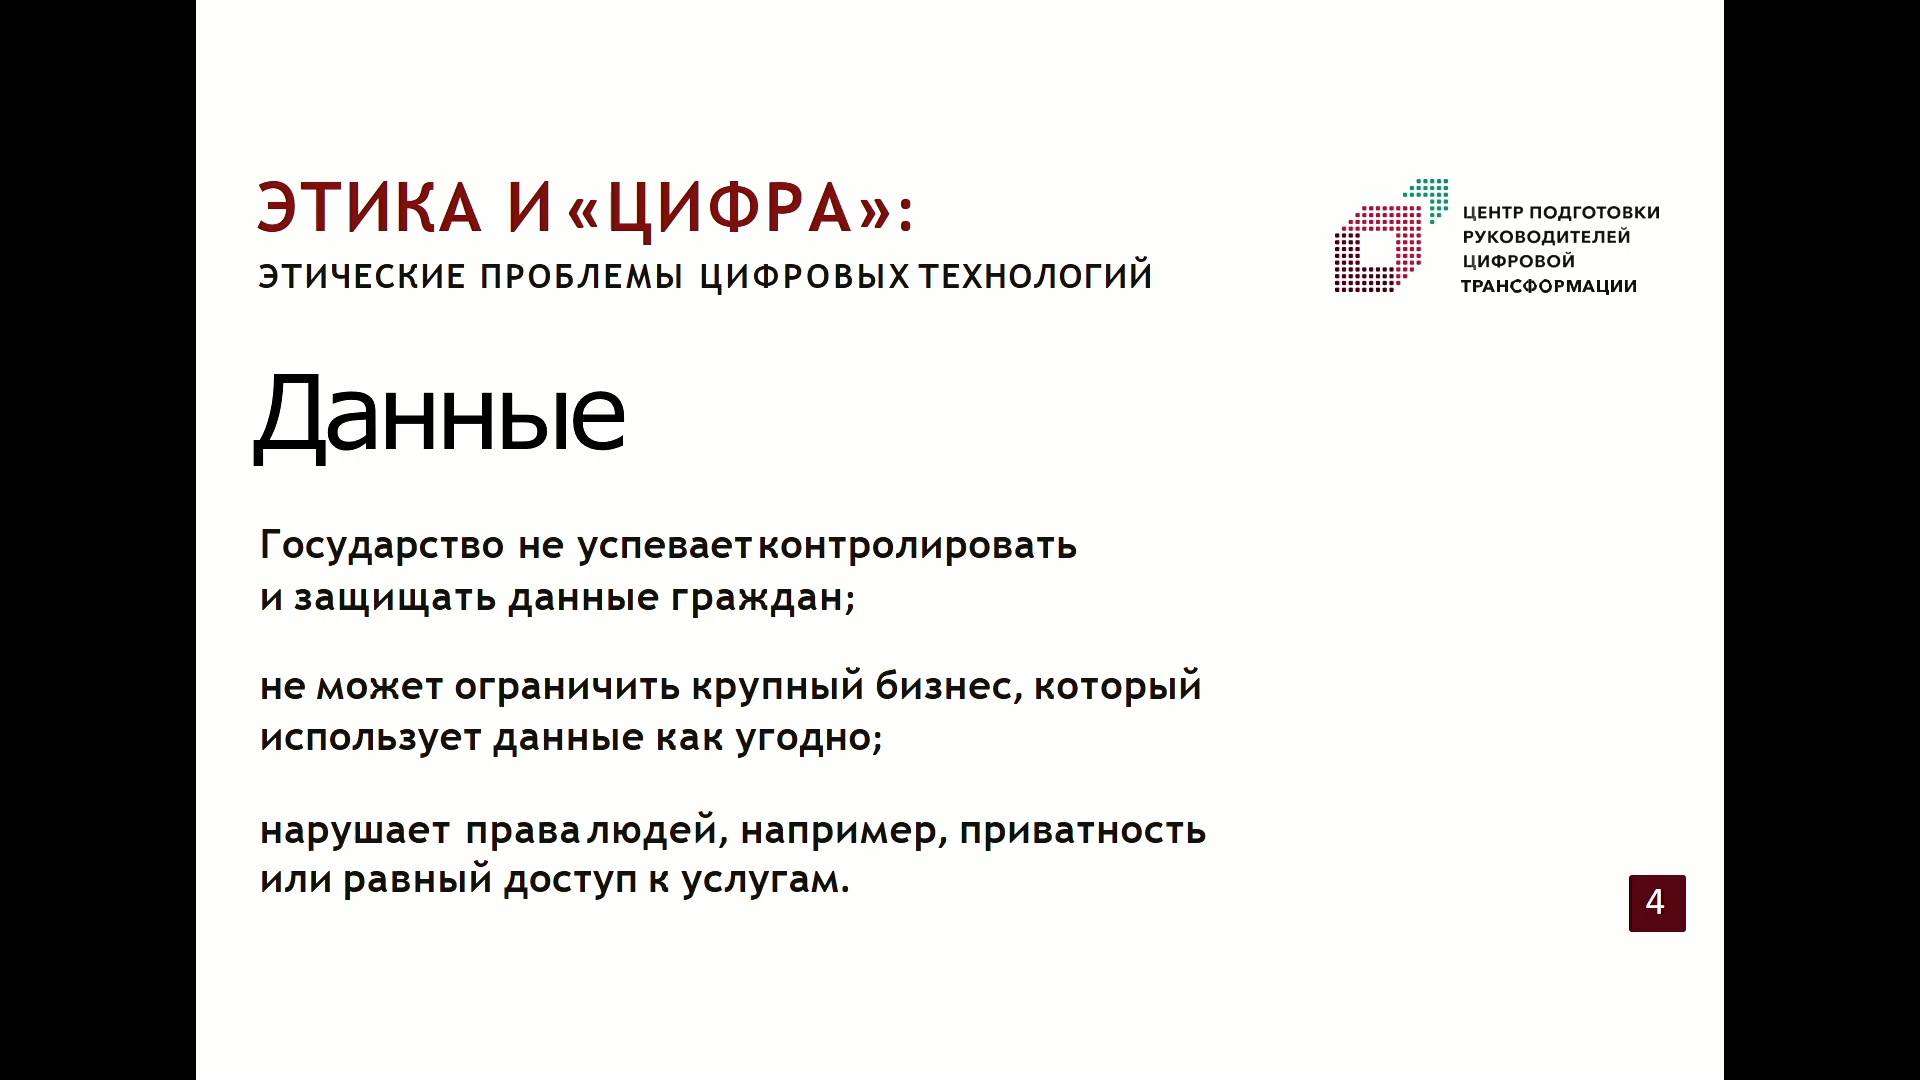 ЭТИКА И «ЦИФРА»:
ЭТИЧЕСКИЕ ПРОБЛЕМЫ ЦИФРОВЫХ ТЕХНОЛОГИЙ
ЦЕНТР ПОДГОТОВКИ
РУКОВОДИТЕЛЕЙ
ЦИФРОВОЙ
ТРАНСФОРМАЦИИ
Данные
Государство не успевает контролировать
и защищать данные граждан;
не может ограничить крупный бизнес, который
использует данные как угодно;
нарушает права людей, например, приватность
или равный доступ к услугам.
4